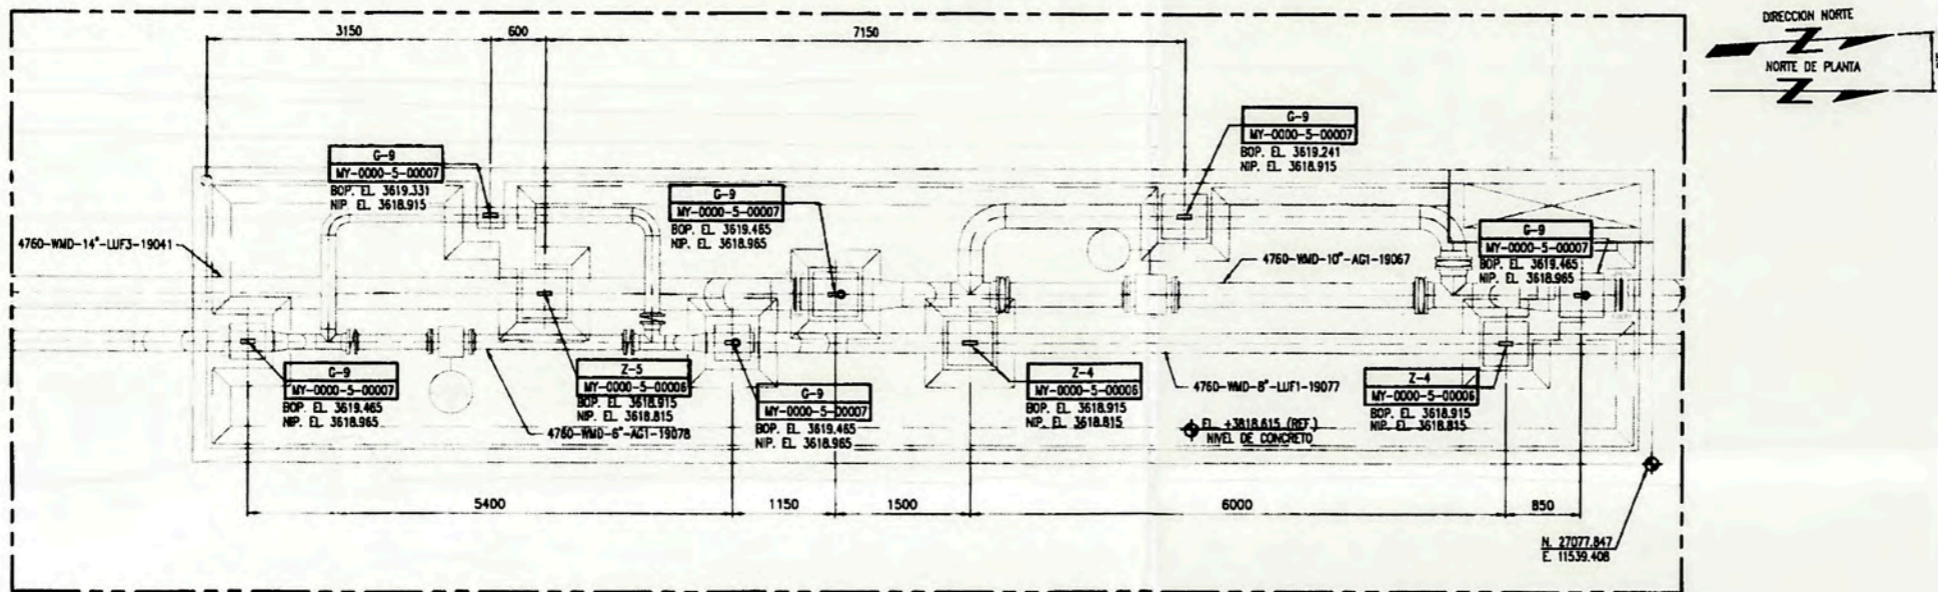 DIRECCION NORTE
NORTE DE PLANTA
3150
600
7150
G-9
MY-0000-5-00007
BOP. EL. 3619.331
NIP. EL. 3618.915
G-9
MY-0000-5-00007
BOP. EL. 3619.465
NIP. EL. 3618.965
G-9
MY-0000-5-00007
BOP. EL. 3619.241
NIP. EL. 3618.915
G-9
MY-0000-5-00007
BOP. EL. 3619.465
NIP. EL. 3618.965
4760-WMD-14"-LUF3-19041
4760-WMD-10"-AG1-19067
G-9
MY-0000-5-00007
BOP. EL. 3619.465
NIP. EL. 3618.965
Z-5
MY-0000-5-00006
BOP. EL. 3618.915
NIP. EL. 3618.815
4760-WMD-6"-AG1-19078
G-9
MY-0000-5-00007
BOP. EL. 3619.465
NIP. EL. 3618.965
Z-4
MY-0000-5-00006
BOP. EL. 3618.915
NIP. EL. 3618.815
4760-WMD-8"-LUF1-19077
Z-4
MY-0000-5-00006
BOP. EL. 3618.915
NIP. EL. 3618.815
EL. +3818.615 (REF.)
NIVEL DE CONCRETO
5400
1150
1500
6000
850
N. 27077.847
E. 11539.408